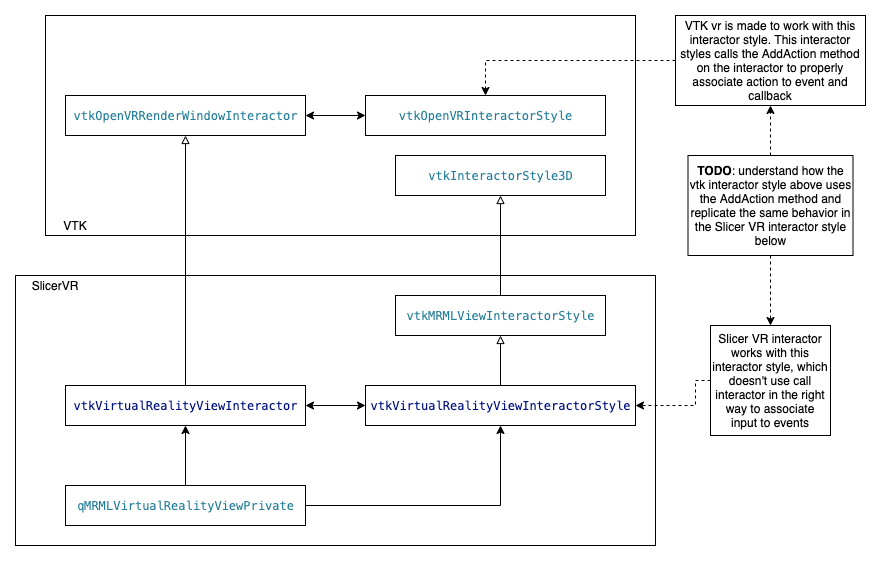 VTK vr is made to work with this
interactor style. This interactor
styles calls the AddAction method
on the interactor to properly
associate action to event and
callback
vtkOpenVRRenderWindowInteractor
vtkOpenVRInteractorStyle
vtkInteractorStyle3D
TODO: understand how the
vtk interactor style above uses
the AddAction method and
replicate the same behavior in
the Slicer VR interactor style
below
VTK
SlicerVR
vtkMRMLViewInteractorStyle
Slicer VR interactor
works with this
interactor style, which
doesn't use call
interactor in the right
way to associate
input to events
vtkVirtualRealityViewInteractor
vtkVirtualRealityViewInteractorStyle
qMRMLVirtualRealityViewPrivate